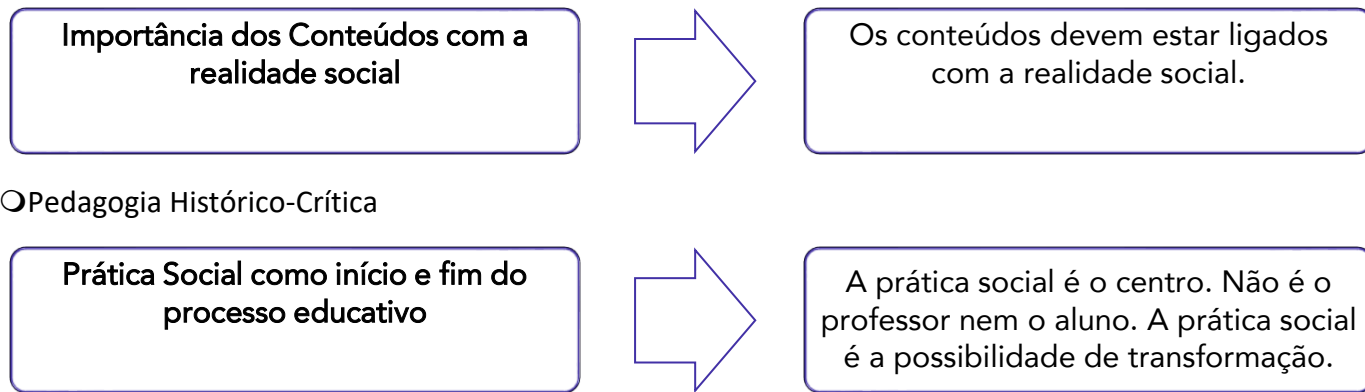 Importância dos Conteúdos com a
realidade social
Os conteúdos devem estar ligados
com a realidade social.
❍Pedagogia Histórico-Crítica
Prática Social como início e fim do
processo educativo
A prática social é o centro. Não é o
professor nem o aluno. A prática social
é a possibilidade de transformação.